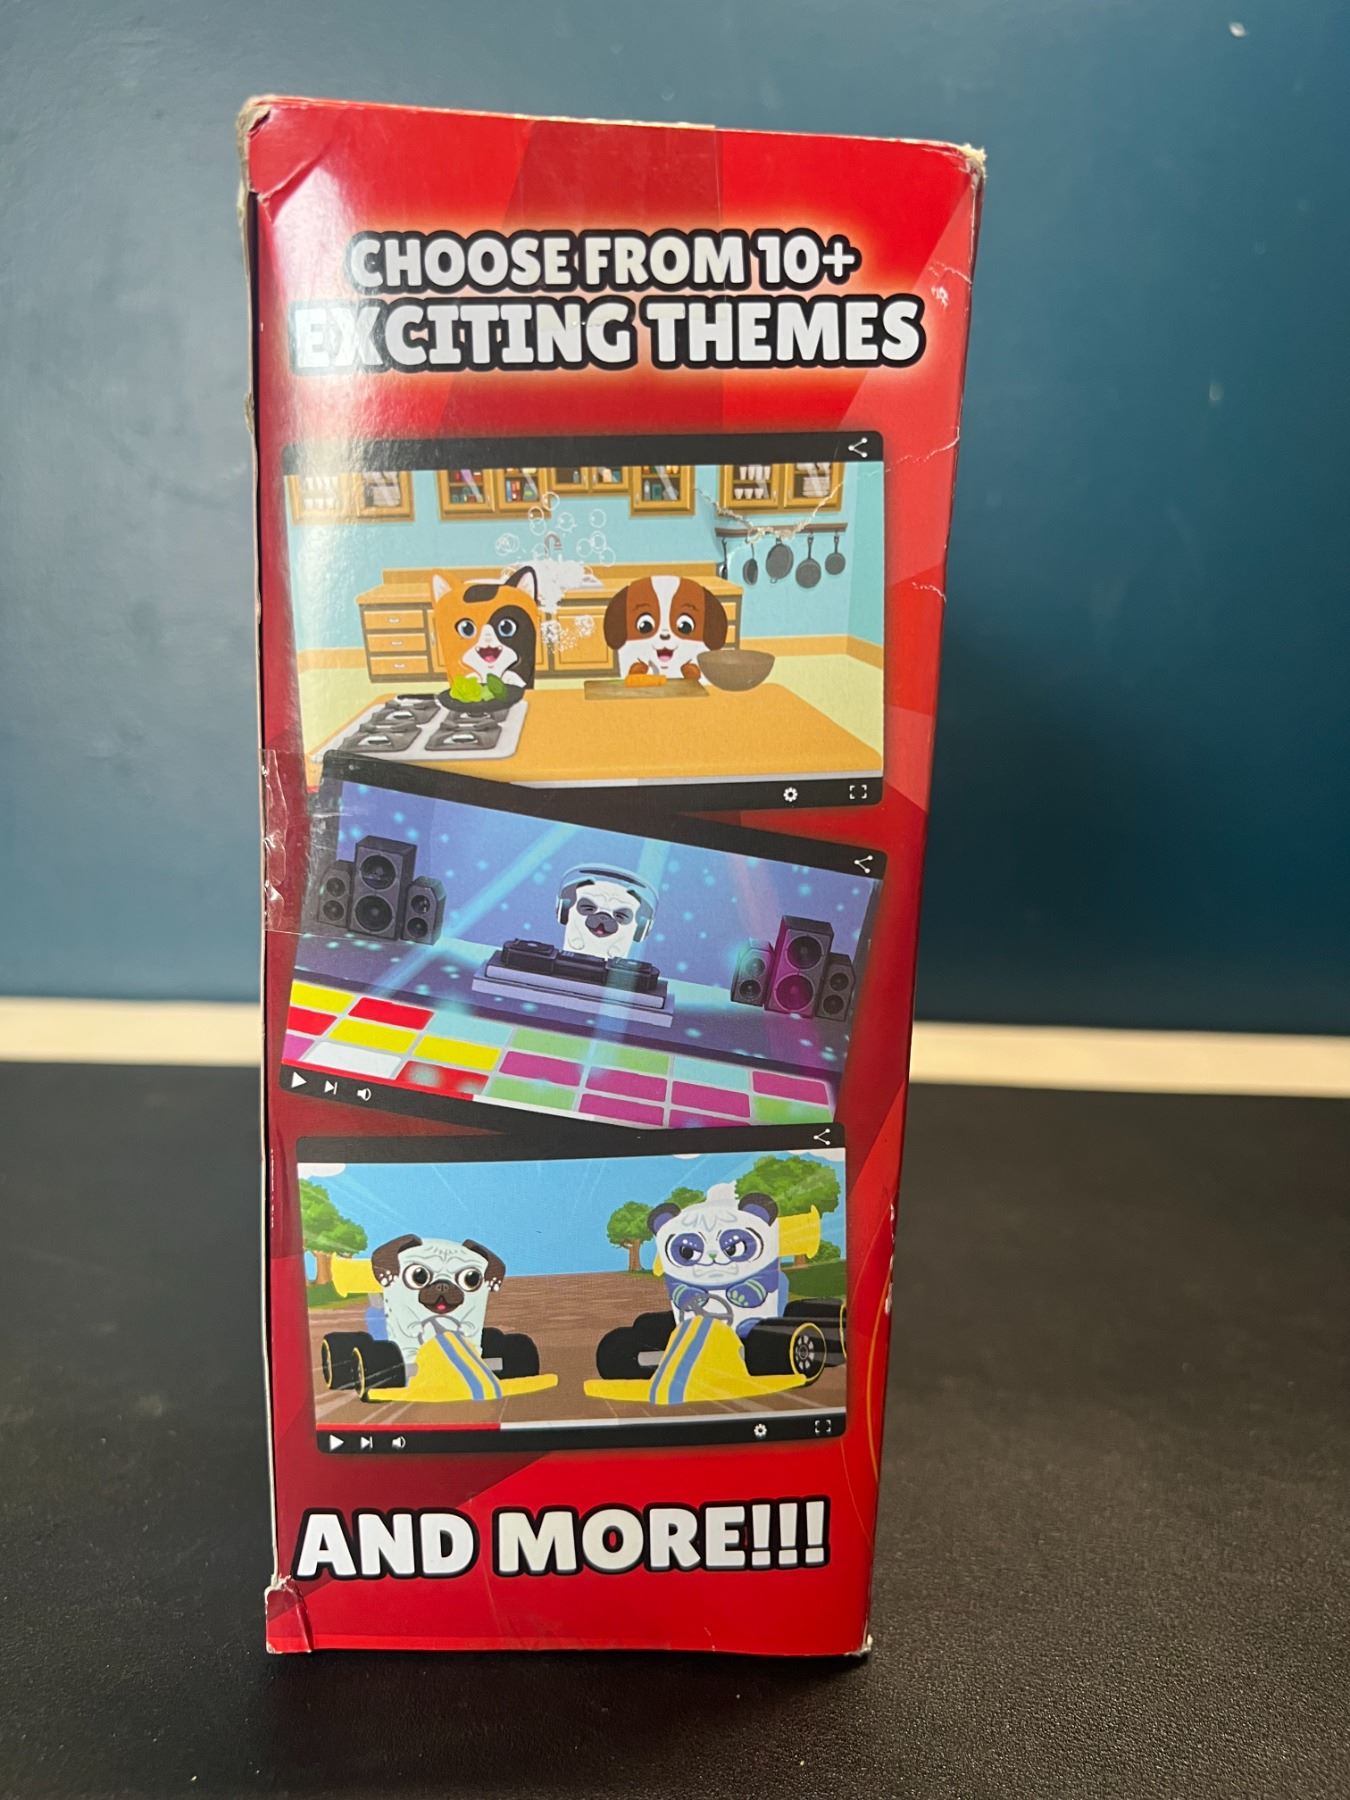 CHOOSE FROM 10+
EXCITING THEMES
AND MORE!!!